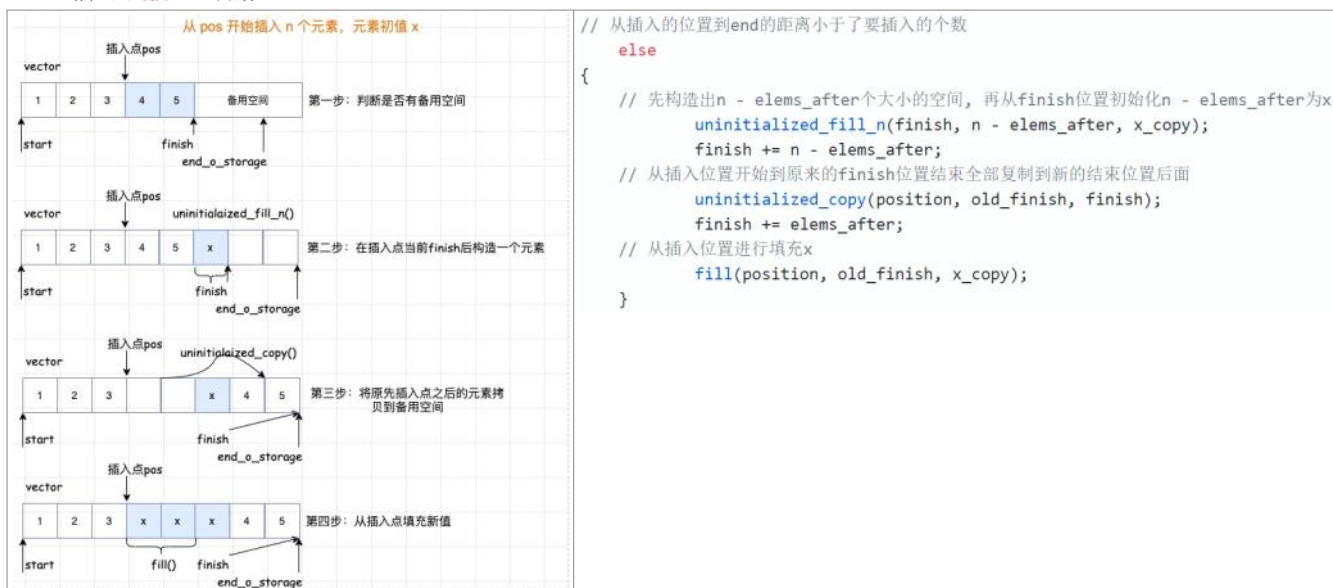 从 pos 开始插入 n 个元素，元素初值 x
插入点pos
vector
1 2 3 4 5 备用空间
第一步：判断是否有备用空间
start
finish
end_o_storage
插入点pos
vector
uninitialaized_fill_n()
1 2 3 4 5 x
第二步：在插入点当前finish后构造一个元素
start
finish
end_o_storage
插入点pos
vector
uninitialaized_copy()
1 2 3 x 4 5
第三步：将原先插入点之后的元素拷
贝到备用空间
start
finish
end_o_storage
插入点pos
vector
1 2 3 x x x 4 5
第四步：从插入点填充新值
start
fill()
finish
end_o_storage
// 从插入的位置到end的距离小于了要插入的个数
else
{
// 先构造出n - elems_after个大小的空间, 再从finish位置初始化n - elems_after为x
uninitialized_fill_n(finish, n - elems_after, x_copy);
finish += n - elems_after;
// 从插入位置开始到原来的finish位置结束全部复制到新的结束位置后面
uninitialized_copy(position, old_finish, finish);
finish += elems_after;
// 从插入位置进行填充x
fill(position, old_finish, x_copy);
}